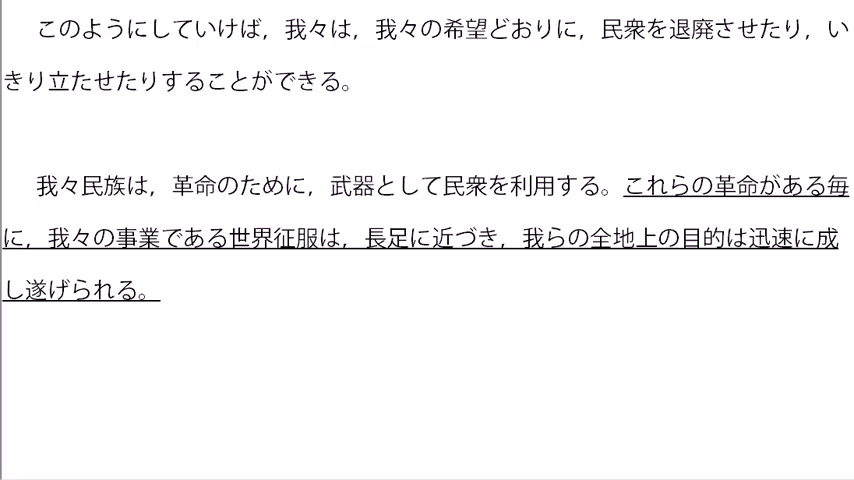 このようにしていけば，我々は，我々の希望どおりに，民衆を退廃させたり，い
きり立たせたりすることができる。
我々民族は，革命のために，武器として民衆を利用する。これらの革命がある毎
に，我々の事業である世界征服は，長足に近づき，我らの全地上の目的は迅速に成
し遂げられる。